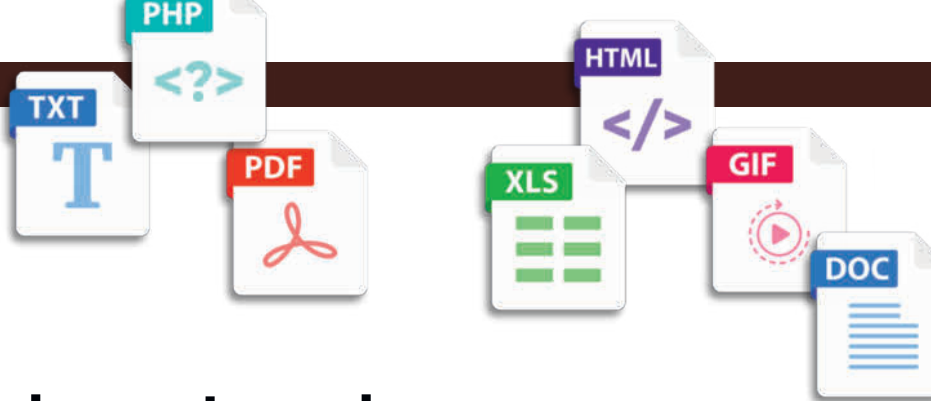 PHP
<?>
TXT
T
PDF
HTML
</>
XLS
GIF
DOC